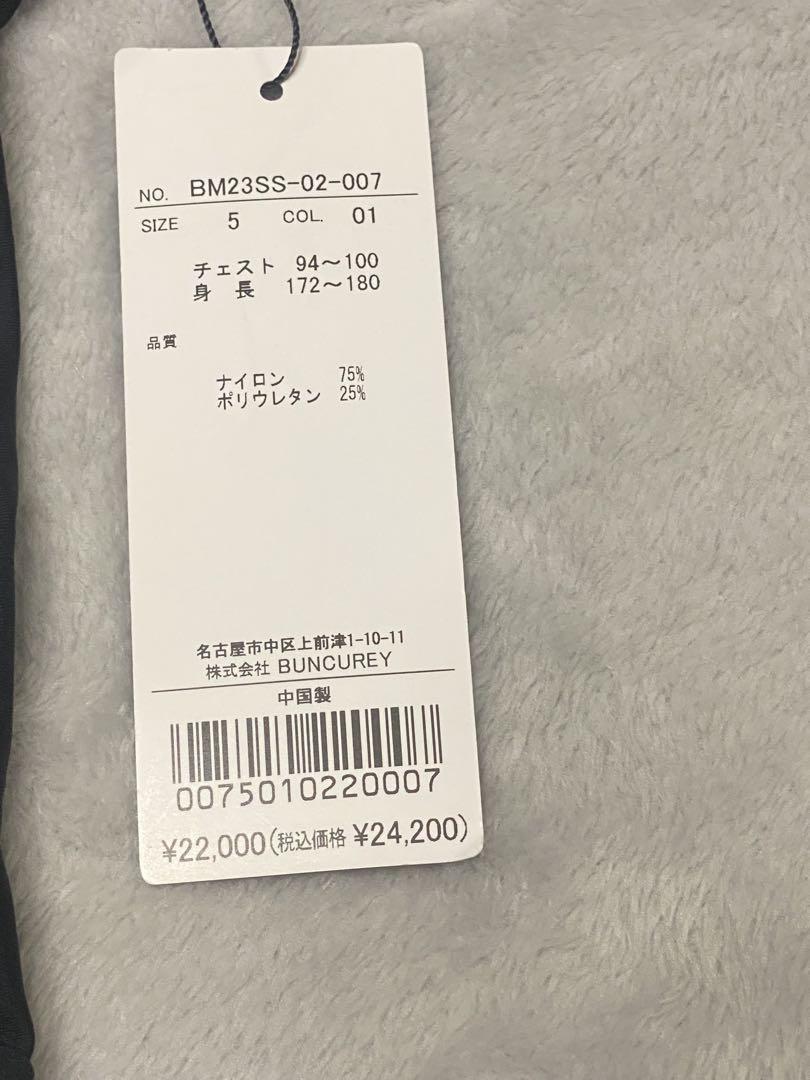 NO. BM23SS-02-007
SIZE 5 COL. 01
チェスト 94〜100
身長 172〜180
品質
ナイロン 75%
ポリウレタン 25%
名古屋市中区上前津1-10-11
株式会社 BUNCUREY
中国製
0075010220007
¥22,000(税込価格 ¥24,200)